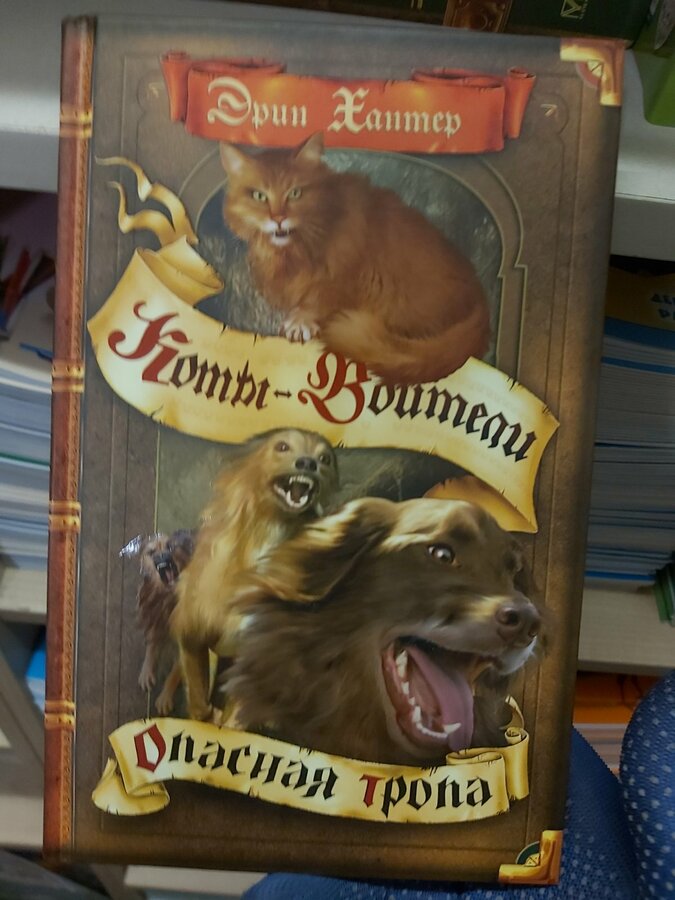 Эрин Хантер
Коты-Воители
Опасная тропа